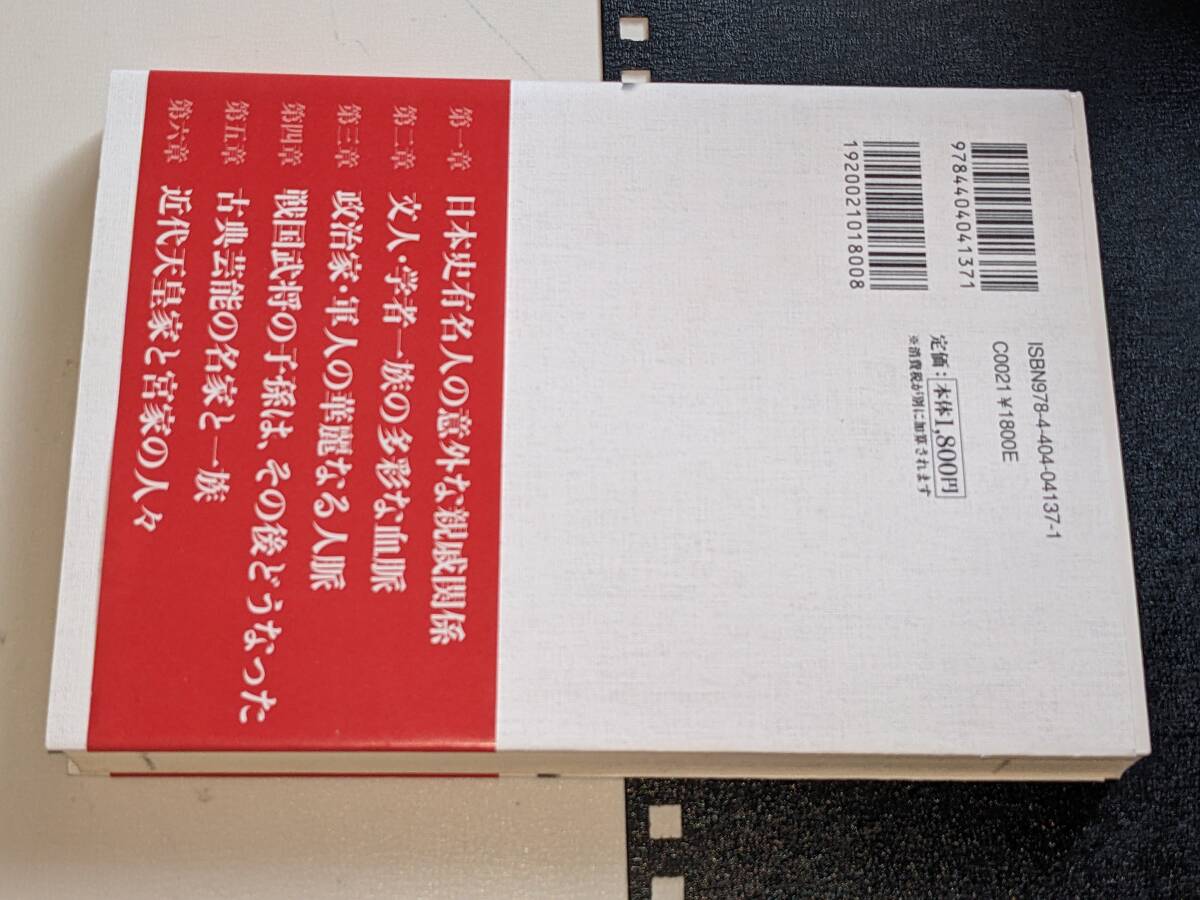 9784404041371
1920021018008
ISBN978-4-404-04137-1
C0021 ¥1800E
定価：本体1,800円
※消費税が別に加算されます
第一章 日本史有名人の意外な親戚関係
第二章 文人・学者一族の多彩な血脈
第三章 政治家・軍人の華麗なる人脈
第四章 戦国武将の子孫は、その後どうなった
第五章 古典芸能の名家と一族
第六章 近代天皇家と宮家の人々